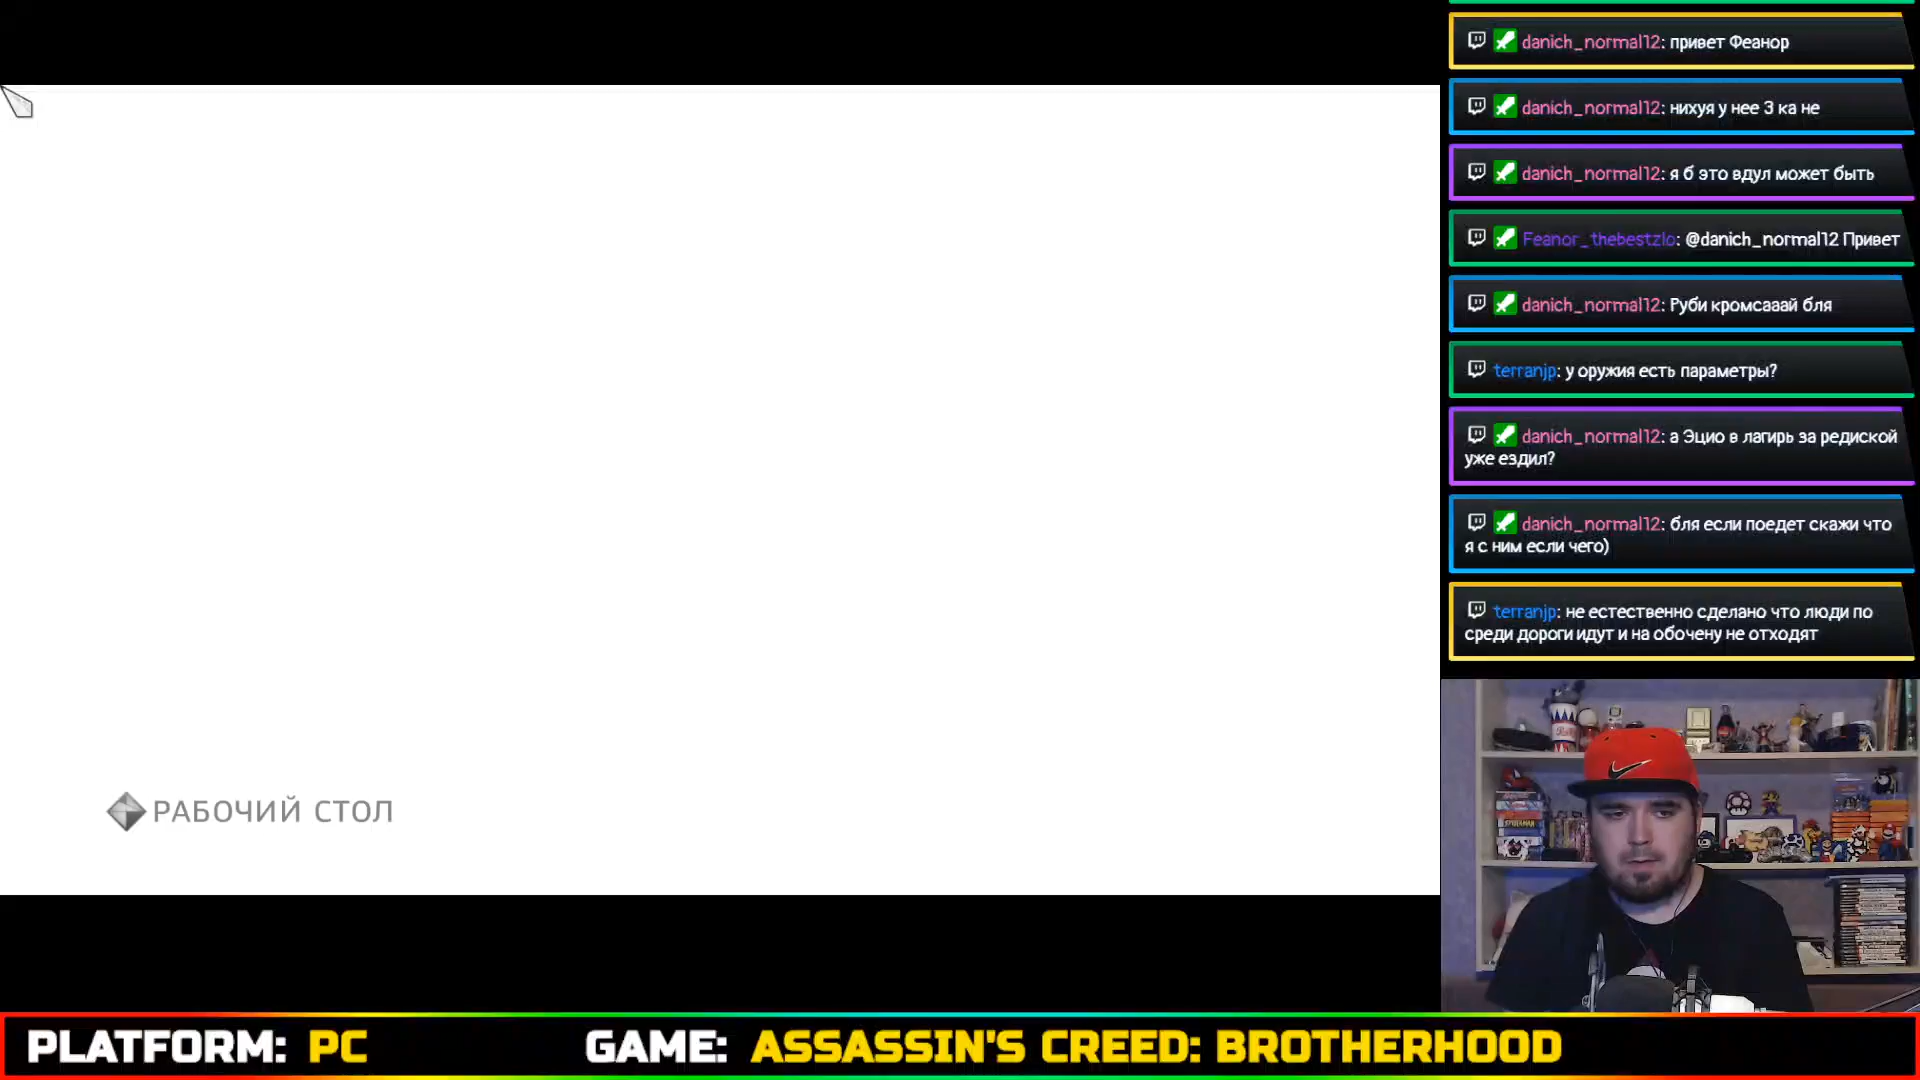 danich_normal12: привет Феанор
danich_normal12: нихуя у нее 3 ка не
danich_normal12: я б это вдул может быть
Feanor_thebestzlo: @danich_normal12 Привет
danich_normal12: Руби кромсааай бля
terranjp: у оружия есть параметры?
danich_normal12: а Эцио в лагирь за редиской
уже ездил?
danich_normal12: бля если поедет скажи что
я с ним если чего)
terranjp: не естественно сделано что люди по
среди дороги идут и на обочену не отходят
РАБОЧИЙ СТОЛ
PLATFORM: PC GAME: ASSASSIN'S CREED: BROTHERHOOD